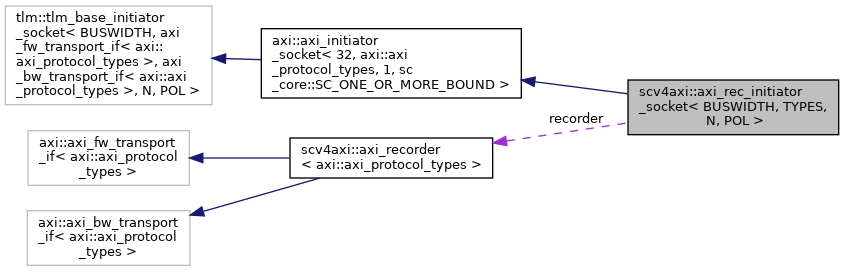 tlm::tlm_base_initiator
_socket< BUSWIDTH, axi
_fw_transport_if< axi::
axi_protocol_types >, axi
_bw_transport_if< axi::axi
_protocol_types >, N, POL >
axi::axi_initiator
_socket< 32, axi::axi
_protocol_types, 1, sc
_core::SC_ONE_OR_MORE_BOUND >
scv4axi::axi_rec_initiator
_socket< BUSWIDTH, TYPES,
N, POL >
recorder
axi::axi_fw_transport
_if< axi::axi_protocol
_types >
scv4axi::axi_recorder
< axi::axi_protocol_types >
axi::axi_bw_transport
_if< axi::axi_protocol
_types >